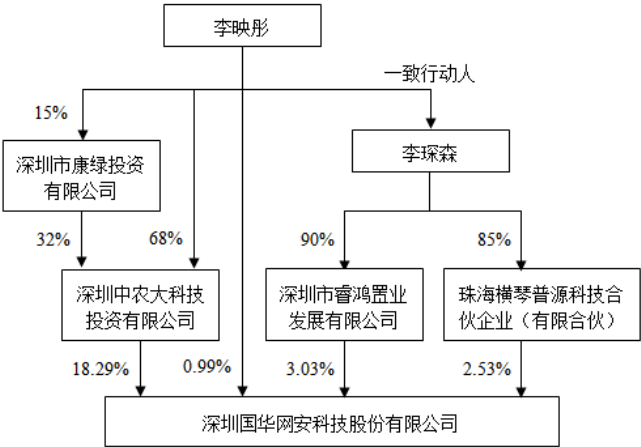 李映彤
一致行动人
15%
李琛森
深圳市康绿投资
有限公司
32%
68%
90%
85%
深圳中农大科技
投资有限公司
深圳市睿鸿置业
发展有限公司
珠海横琴普源科技合
伙企业（有限合伙）
18.29%
0.99%
3.03%
2.53%
深圳国华网安科技股份有限公司